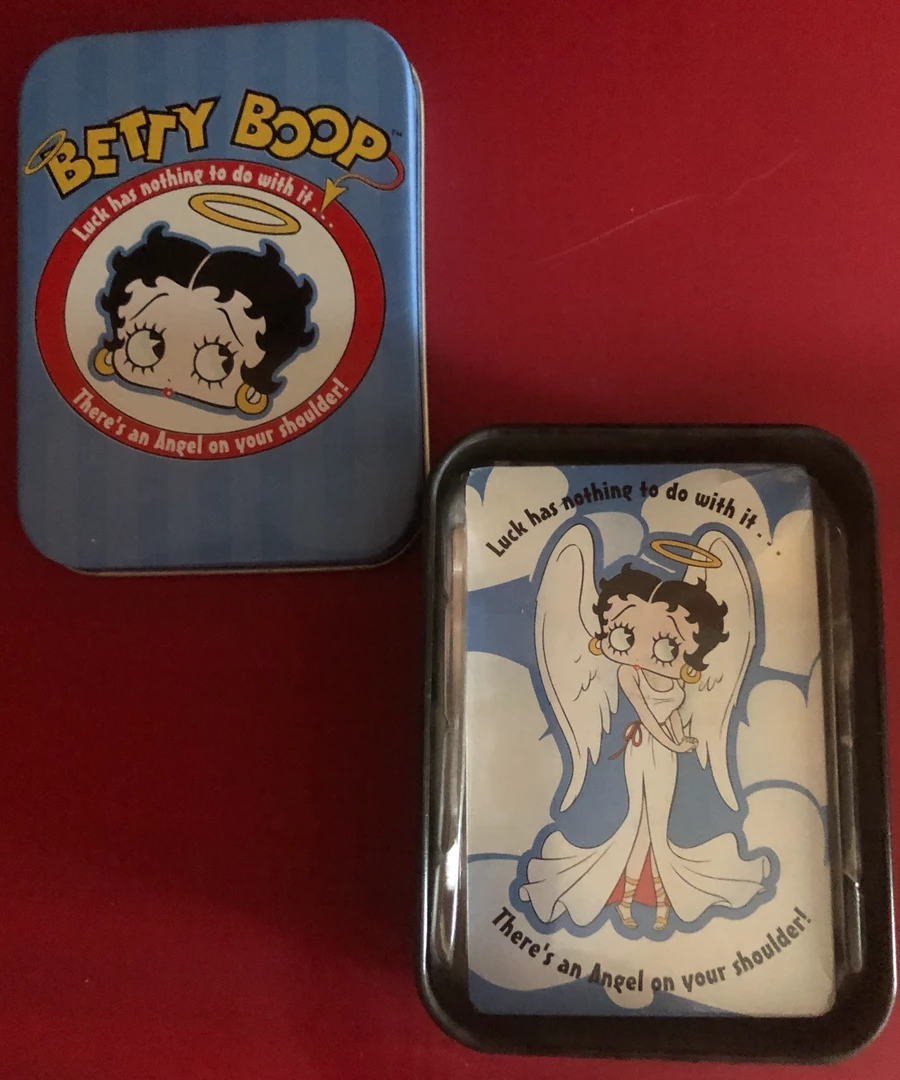 BETTY BOOP™
Luck has nothing to do with it...
There's an Angel on your shoulder!
Luck has nothing to do with it...
There's an Angel on your shoulder!